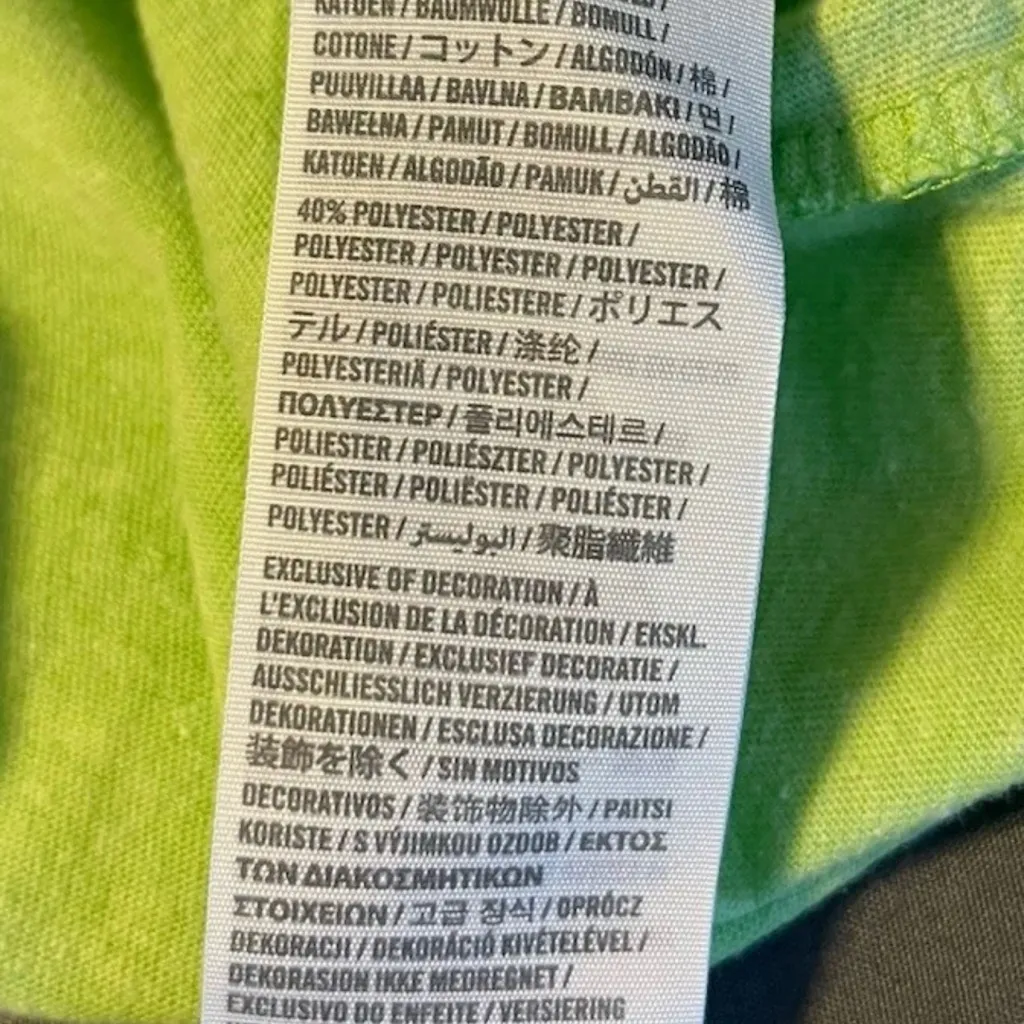 KATOEN / BAUMWOLLE / BOMULL /
COTONE / コットン / ALGODÓN / 棉 /
PUUVILLAA / BAVLNA / BAMBAKI / 면 /
BAWEŁNA / PAMUT / BOMULL / ALGODÃO /
KATOEN / ALGODÃO / PAMUK / القطن / 棉
40% POLYESTER / POLYESTER /
POLYESTER / POLYESTER / POLYESTER /
POLYESTER / POLIESTERE / ポリエス
テル / POLIÉSTER / 涤纶 /
POLYESTERIÄ / POLYESTER /
ΠΟΛΥΕΣΤΕΡ / 폴리에스테르 /
POLIESTER / POLIÉSZTER / POLYESTER /
POLIÉSTER / POLIËSTER / POLIÉSTER /
POLYESTER / البوليستر / 聚脂纖維
EXCLUSIVE OF DECORATION / À
L'EXCLUSION DE LA DÉCORATION / EKSKL.
DEKORATION / EXCLUSIEF DECORATIE /
AUSSCHLIESSLICH VERZIERUNG / UTOM
DEKORATIONEN / ESCLUSA DECORAZIONE /
装飾を除く / SIN MOTIVOS
DECORATIVOS / 装饰物除外 / PAITSI
KORISTE / S VÝJIMKOU OZDOB / ΕΚΤΟΣ
ΤΩΝ ΔΙΑΚΟΣΜΗΤΙΚΩΝ
ΣΤΟΙΧΕΙΩΝ / 고급 장식 / OPRÓCZ
DEKORACJI / DEKORÁCIÓ KIVÉTELÉVEL /
DEKORASJON IKKE MEDREGNET /
EXCLUSIVO DO ENFEITE / VERSIERING